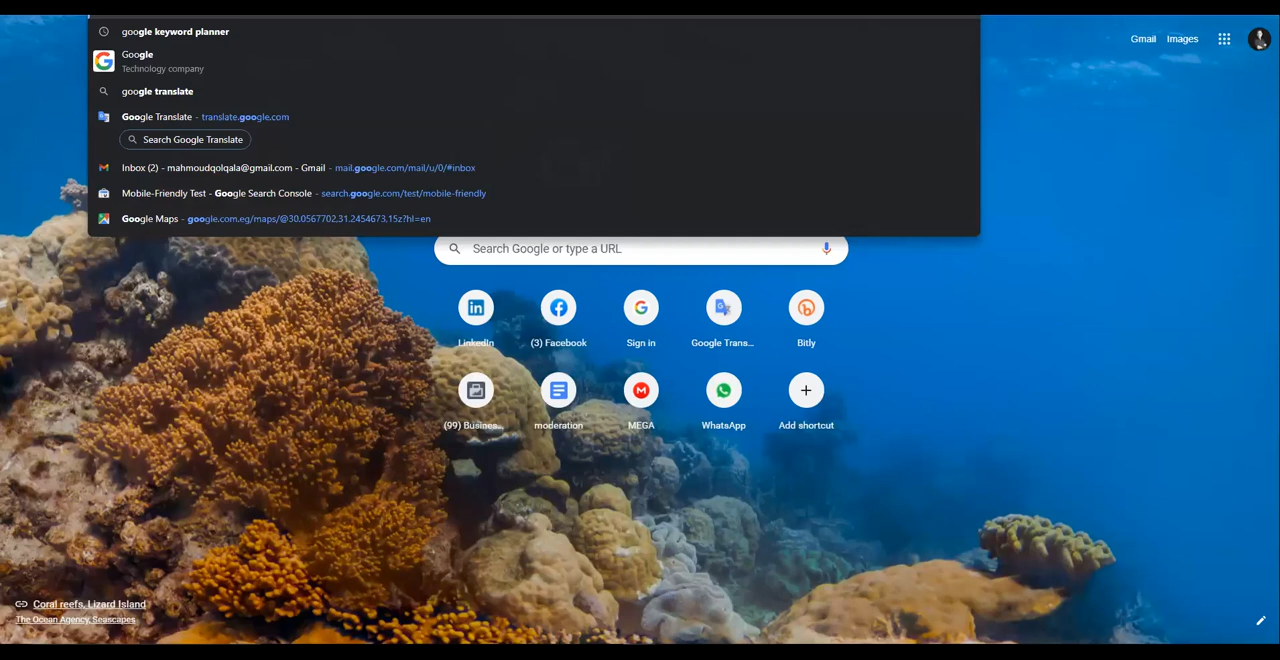 google keyword planner
Gmail Images
Google
Technology company
google translate
Google Translate - translate.google.com
Search Google Translate
Inbox (2) - mahmoudqolqala@gmail.com - Gmail - mail.google.com/mail/u/0/#inbox
Mobile-Friendly Test - Google Search Console - search.google.com/test/mobile-friendly
Google Maps - google.com.eg/maps/@30.0567702,31.2454673,15z?hl=en
Search Google or type a URL
LinkedIn (3) Facebook Sign in Google Trans... Bitly
(99) Busines... moderation MEGA WhatsApp Add shortcut
Coral reefs, Lizard Island
The Ocean Agency, Seascapes